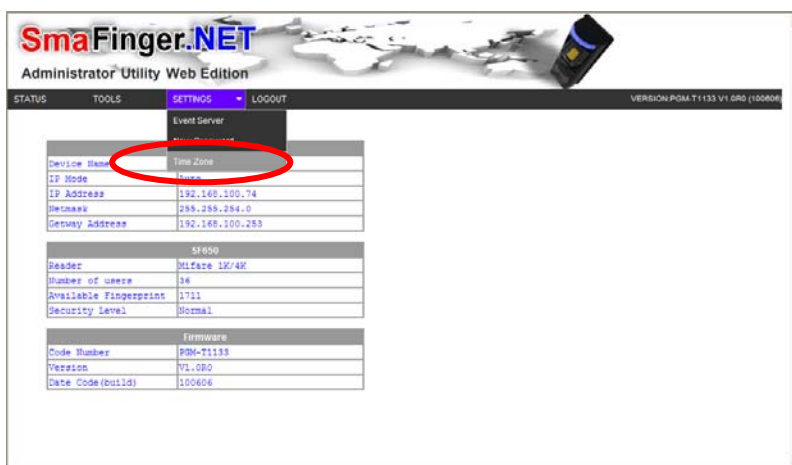 SmaFinger.NET
Administrator Utility Web Edition
STATUS TOOLS SETTINGS LOGOUT VERSION:PGM-T1133 V1.0R0 (100606)
Event Server
Time Zone
Device Name
IP Mode
IP Address 192.168.100.74
Netmask 255.255.254.0
Getway Address 192.168.100.253
SF650
Reader Mifare 1K/4K
Number of users 36
Available Fingerprint 1711
Security Level Normal
Firmware
Code Number PGM-T1133
Version V1.0R0
Date Code(build) 100606